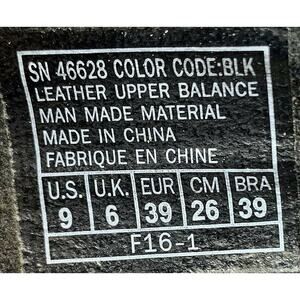 SN 46628 COLOR CODE:BLK
LEATHER UPPER BALANCE
MAN MADE MATERIAL
MADE IN CHINA
FABRIQUE EN CHINE
U.S. U.K. EUR CM BRA
9 6 39 26 39
F16-1